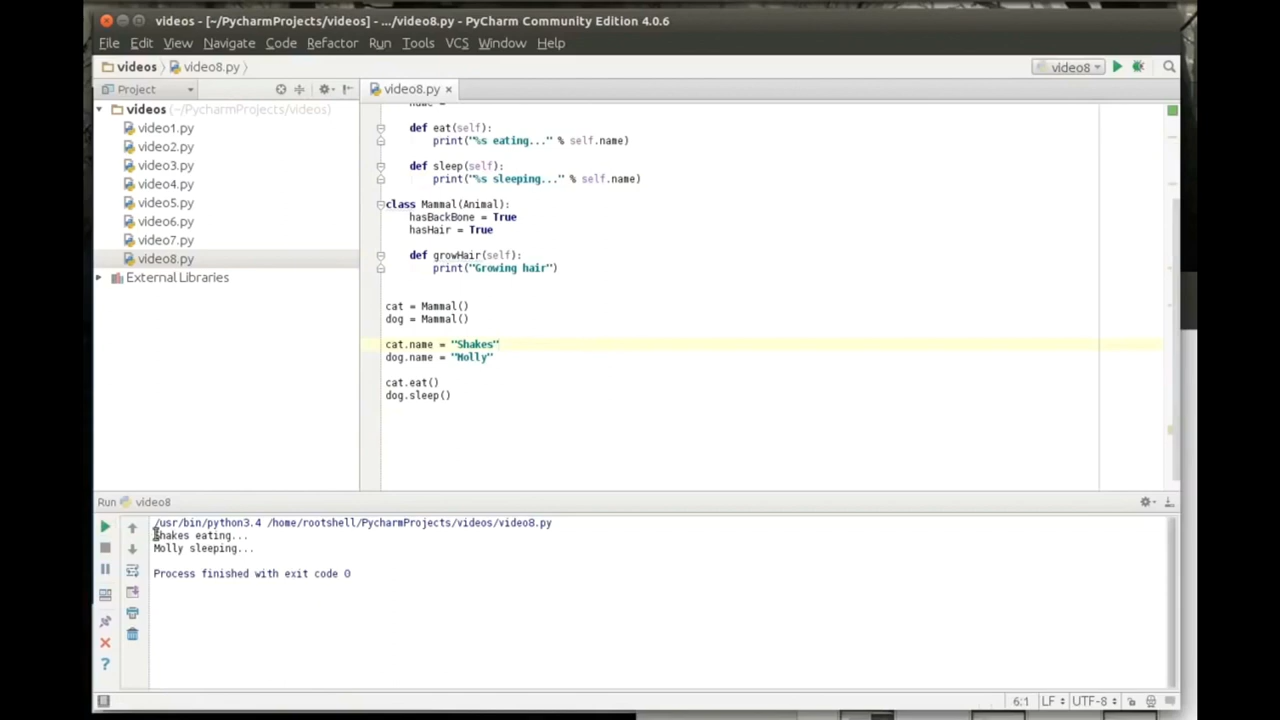 videos - [~/PycharmProjects/videos] - .../video8.py - PyCharm Community Edition 4.0.6
File Edit View Navigate Code Refactor Run Tools VCS Window Help
videos video8.py video8
Project video8.py
videos (~/PycharmProjects/videos)
video1.py
video2.py
video3.py
video4.py
video5.py
video6.py
video7.py
video8.py
External Libraries
name =
def eat(self):
print("%s eating..." % self.name)
def sleep(self):
print("%s sleeping..." % self.name)
class Mammal(Animal):
hasBackBone = True
hasHair = True
def growHair(self):
print("Growing hair")
cat = Mammal()
dog = Mammal()
cat.name = "Shakes"
dog.name = "Molly"
cat.eat()
dog.sleep()
Run video8
/usr/bin/python3.4 /home/rootshell/PycharmProjects/videos/video8.py
Shakes eating...
Molly sleeping...
Process finished with exit code 0
6:1 LF UTF-8